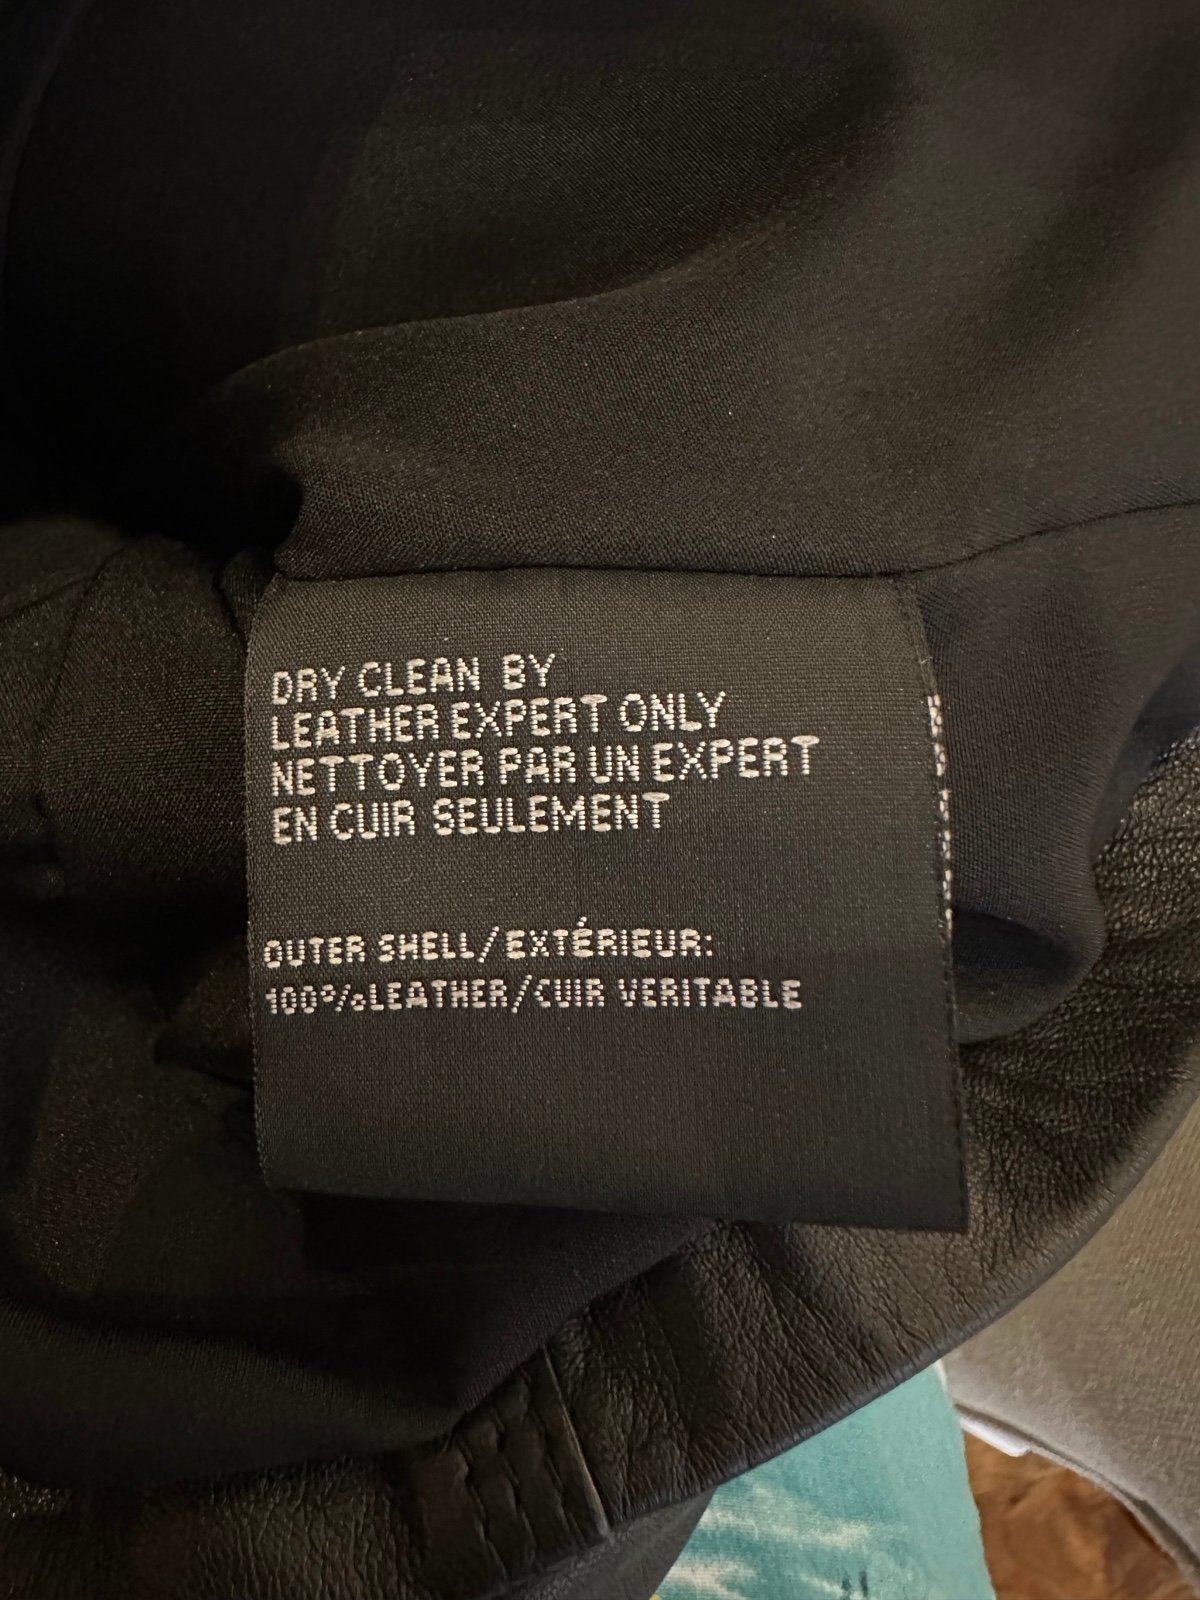 DRY CLEAN BY
LEATHER EXPERT ONLY
NETTOYER PAR UN EXPERT
EN CUIR SEULEMENT
OUTER SHELL/EXTÉRIEUR:
100%LEATHER/CUIR VERITABLE